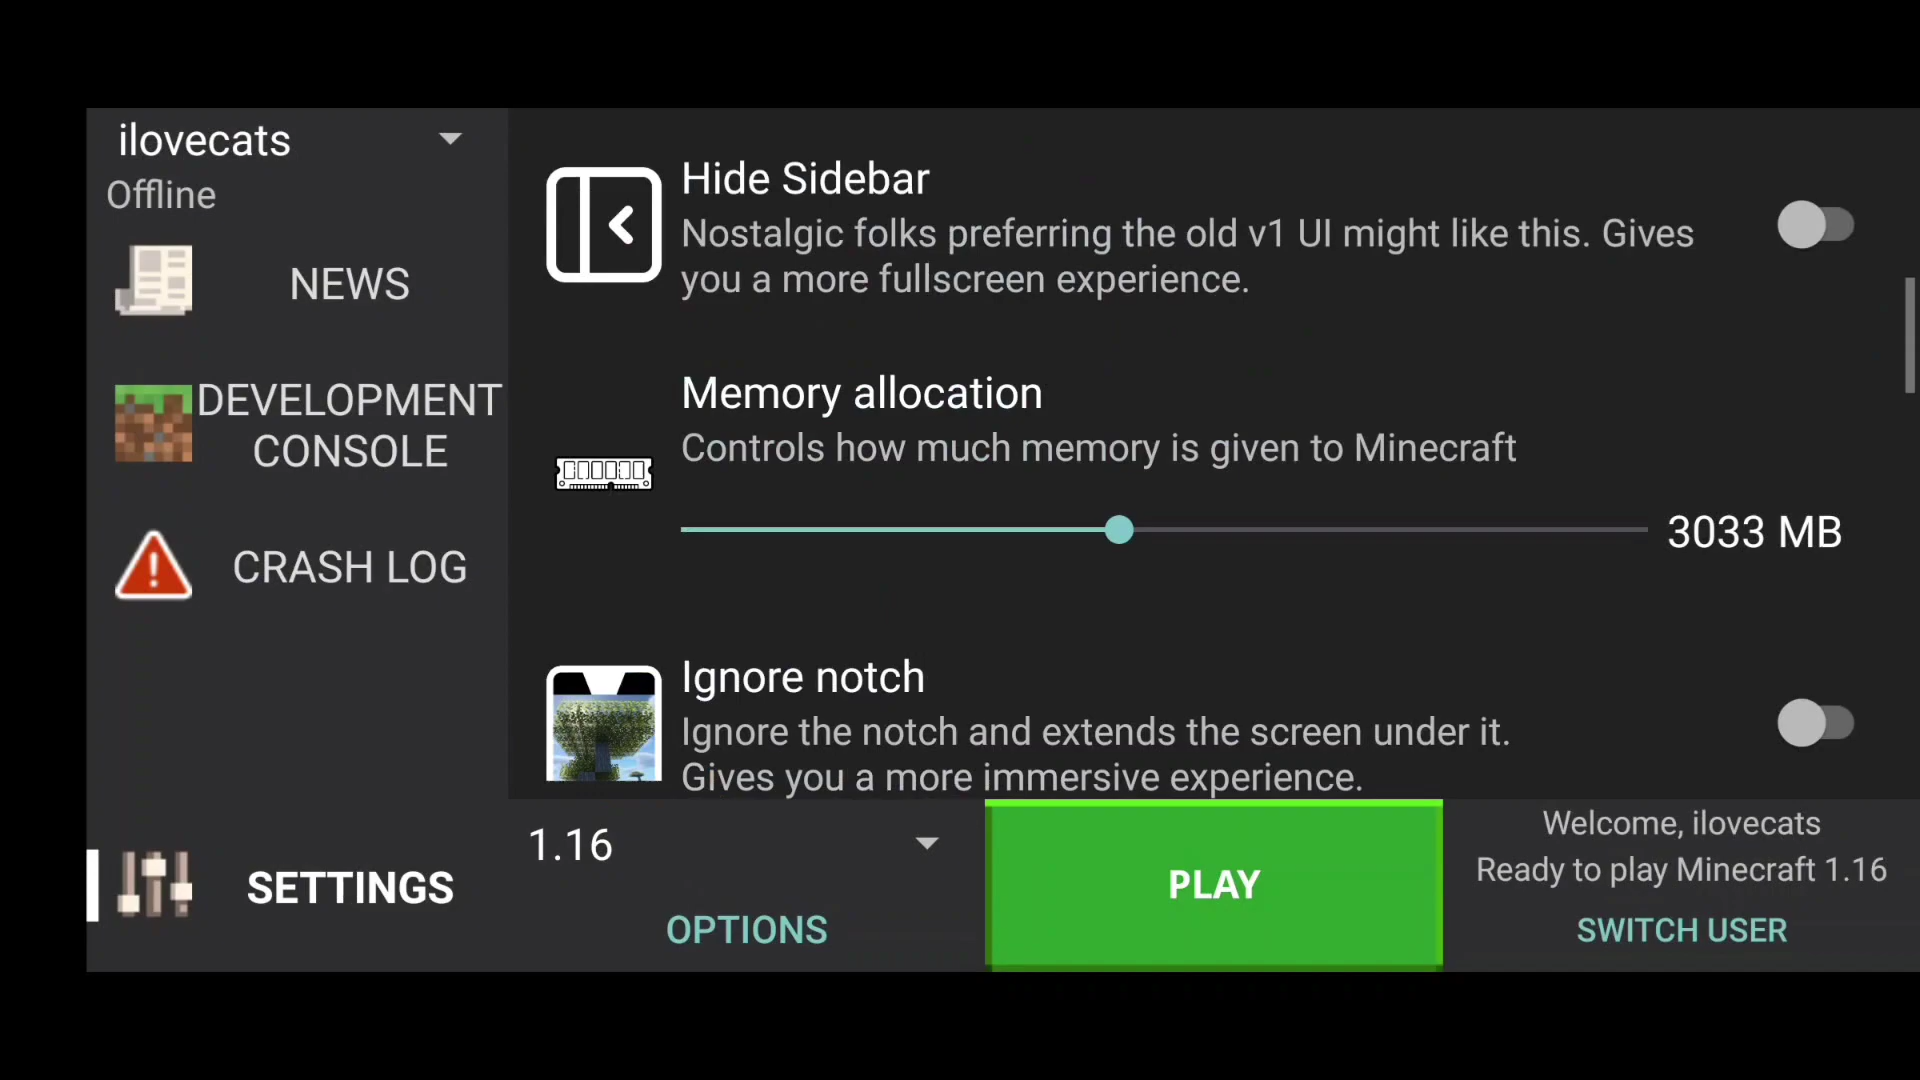 ilovecats
Offline
NEWS
DEVELOPMENT
CONSOLE
CRASH LOG
SETTINGS
Hide Sidebar
Nostalgic folks preferring the old v1 UI might like this. Gives
you a more fullscreen experience.
Memory allocation
Controls how much memory is given to Minecraft
3033 MB
Ignore notch
Ignore the notch and extends the screen under it.
Gives you a more immersive experience.
1.16
OPTIONS
PLAY
Welcome, ilovecats
Ready to play Minecraft 1.16
SWITCH USER